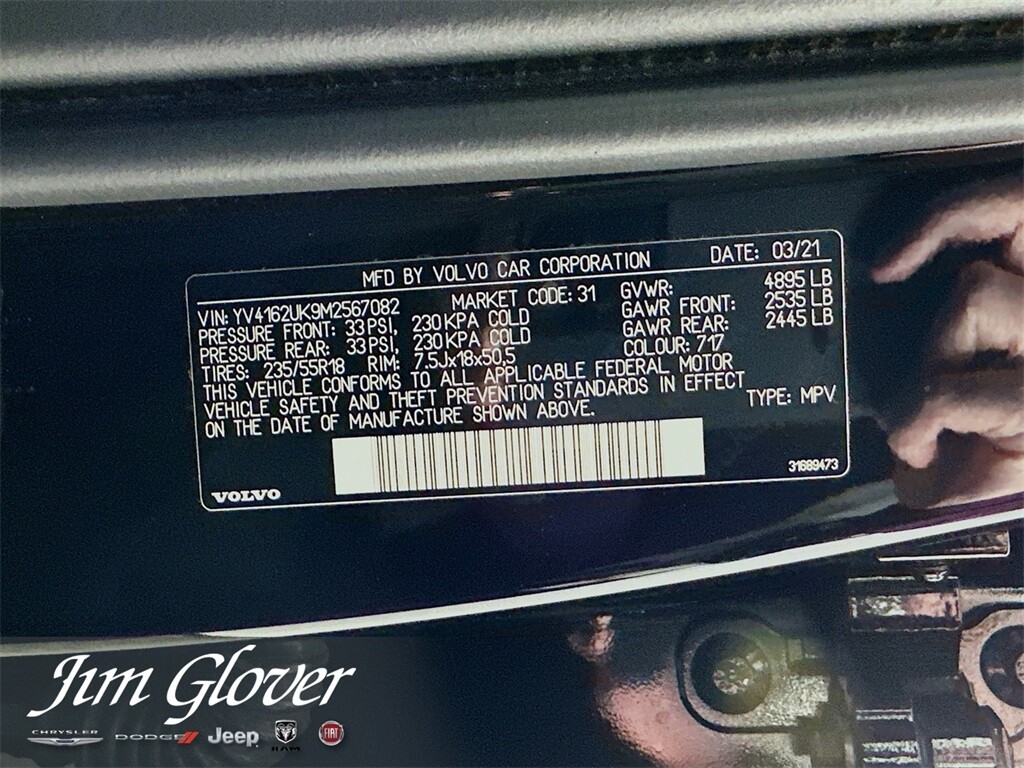 MFD BY VOLVO CAR CORPORATION DATE: 03/21
VIN: YV4162UK9M2567082 MARKET CODE: 31 GVWR: 4895 LB
PRESSURE FRONT: 33 PSI, 230 KPA COLD GAWR FRONT: 2535 LB
PRESSURE REAR: 33 PSI, 230 KPA COLD GAWR REAR: 2445 LB
TIRES: 235/55R18 RIM: 7.5Jx18x50,5 COLOUR: 717
THIS VEHICLE CONFORMS TO ALL APPLICABLE FEDERAL MOTOR
VEHICLE SAFETY AND THEFT PREVENTION STANDARDS IN EFFECT
ON THE DATE OF MANUFACTURE SHOWN ABOVE. TYPE: MPV
31689473
VOLVO
Jim Glover
CHRYSLER DODGE Jeep RAM FIAT